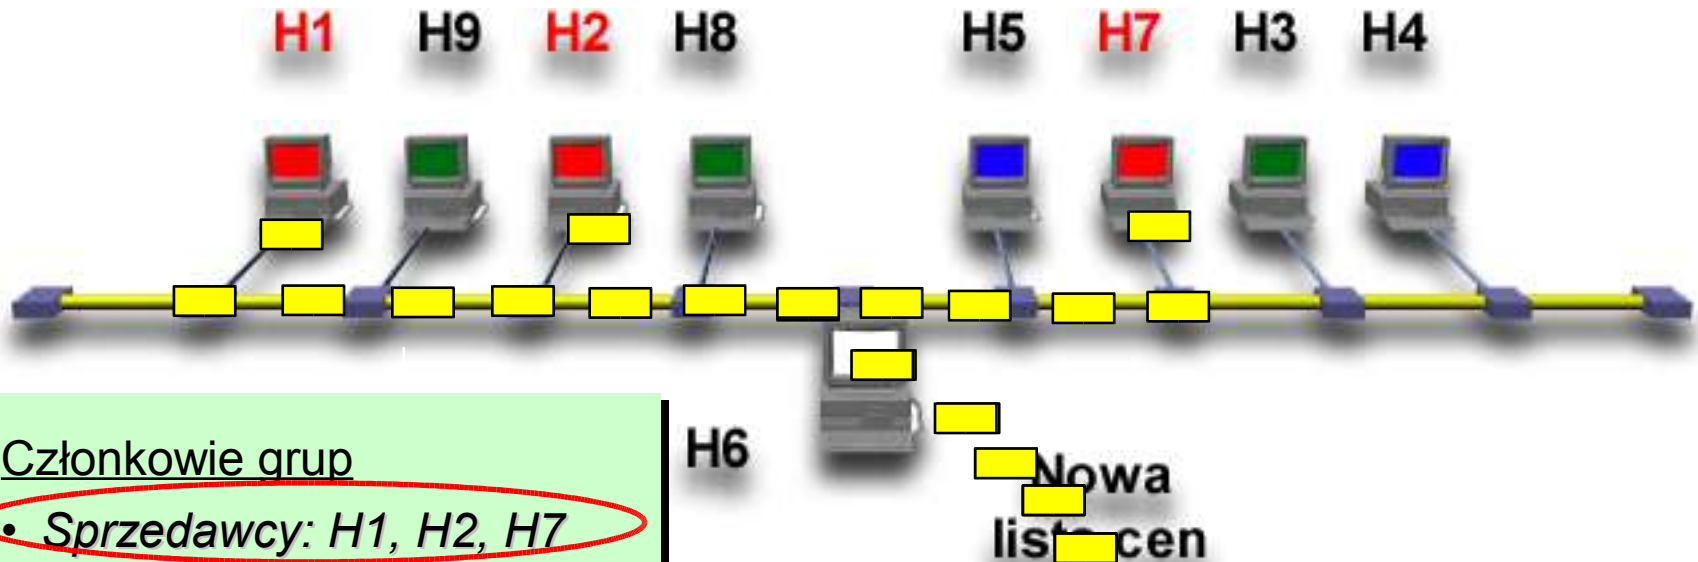 H1 H9 H2 H8 H5 H7 H3 H4
H6
Nowa
cen
Członkowie grup
• Sprzedawcy: H1, H2, H7